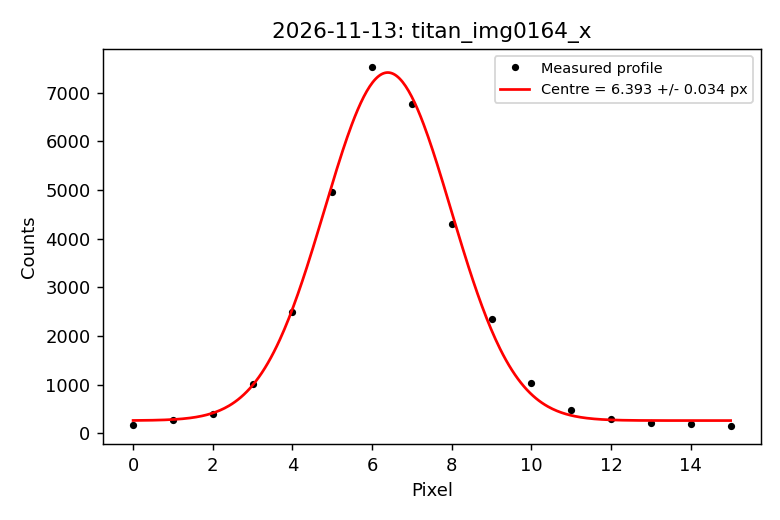 2026-11-13: titan_img0164_x
Measured profile
Centre = 6.393 +/- 0.034 px
Counts
7000
6000
5000
4000
3000
2000
1000
0
0 2 4 6 8 10 12 14
Pixel